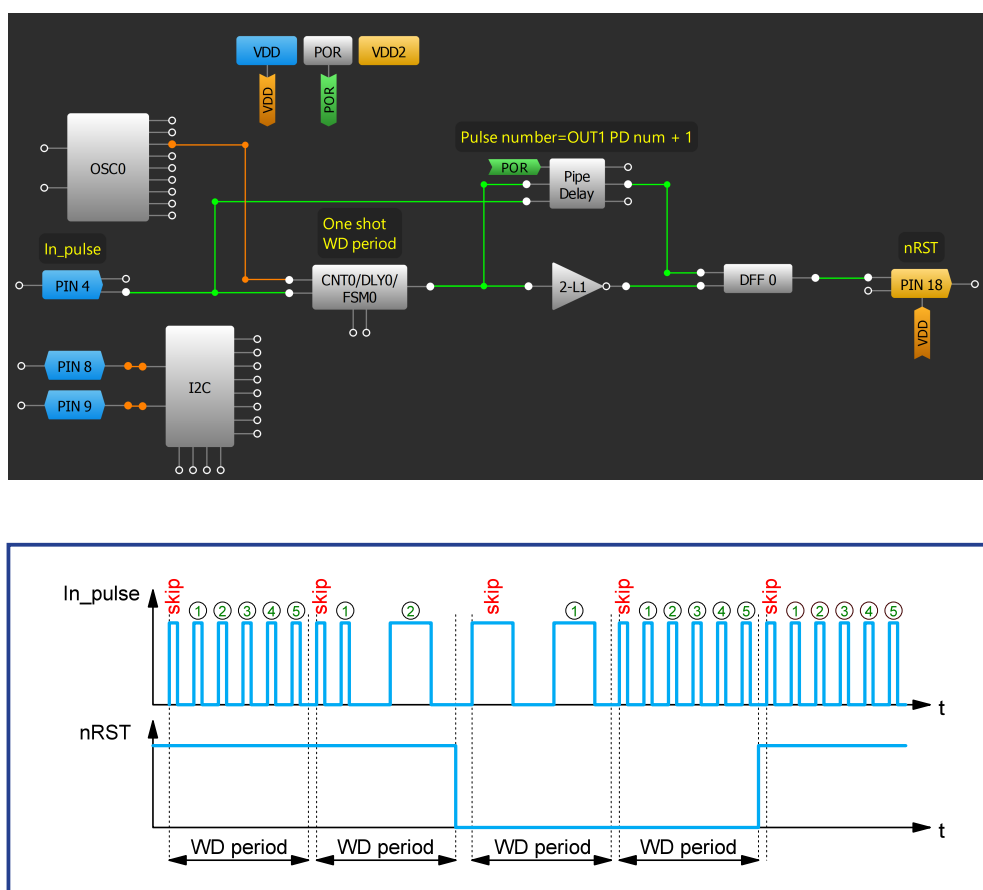 VDD POR VDD2
VDD POR
Pulse number=OUT1 PD num + 1
OSC0
POR
Pipe
Delay
One shot
WD period
In_pulse
nRST
PIN 4
CNT0/DLY0/
FSM0
2-L1
DFF 0
PIN 18
VDD
PIN 8
I2C
PIN 9
In_pulse
skip 1 2 3 4 5 skip 1 2 skip 1 skip 1 2 3 4 5 skip 1 2 3 4 5
t
nRST
t
WD period WD period WD period WD period